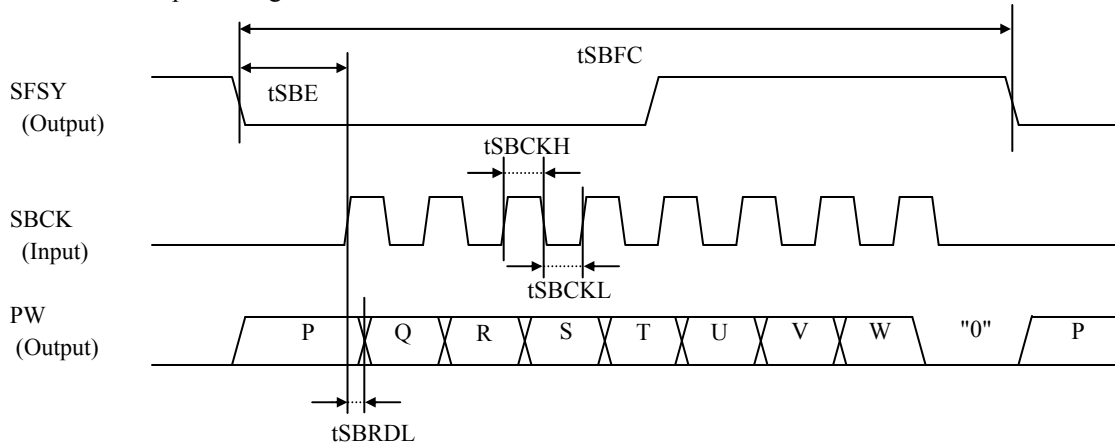 tSBFC
SFSY
(Output)
tSBE
tSBCKH
SBCK
(Input)
tSBCKL
PW
(Output)
P Q R S T U V W "0" P
tSBRDL